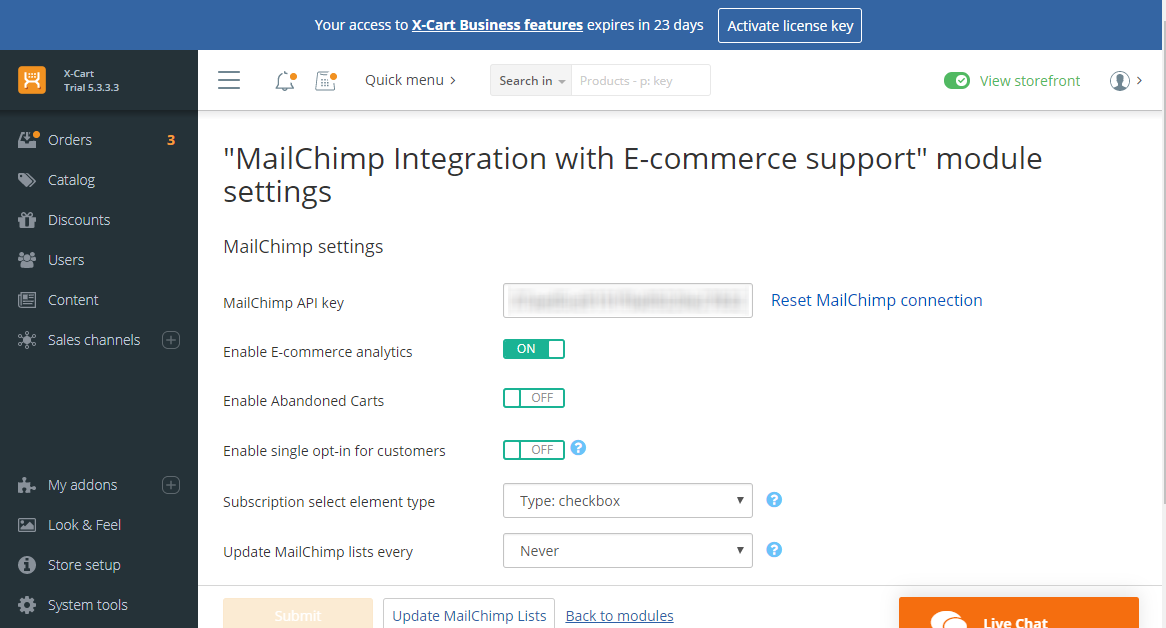 Your access to X-Cart Business features expires in 23 days
Activate license key
X-Cart
Trial 5.3.3.3
Quick menu
Search in
Products - p: key
View storefront
Orders 3
Catalog
Discounts
Users
Content
Sales channels
My addons
Look & Feel
Store setup
System tools
"MailChimp Integration with E-commerce support" module
settings
MailChimp settings
MailChimp API key
Reset MailChimp connection
Enable E-commerce analytics
ON
Enable Abandoned Carts
OFF
Enable single opt-in for customers
OFF ?
Subscription select element type
Type: checkbox
?
Update MailChimp lists every
Never
?
Submit
Update MailChimp Lists
Back to modules
Live Chat